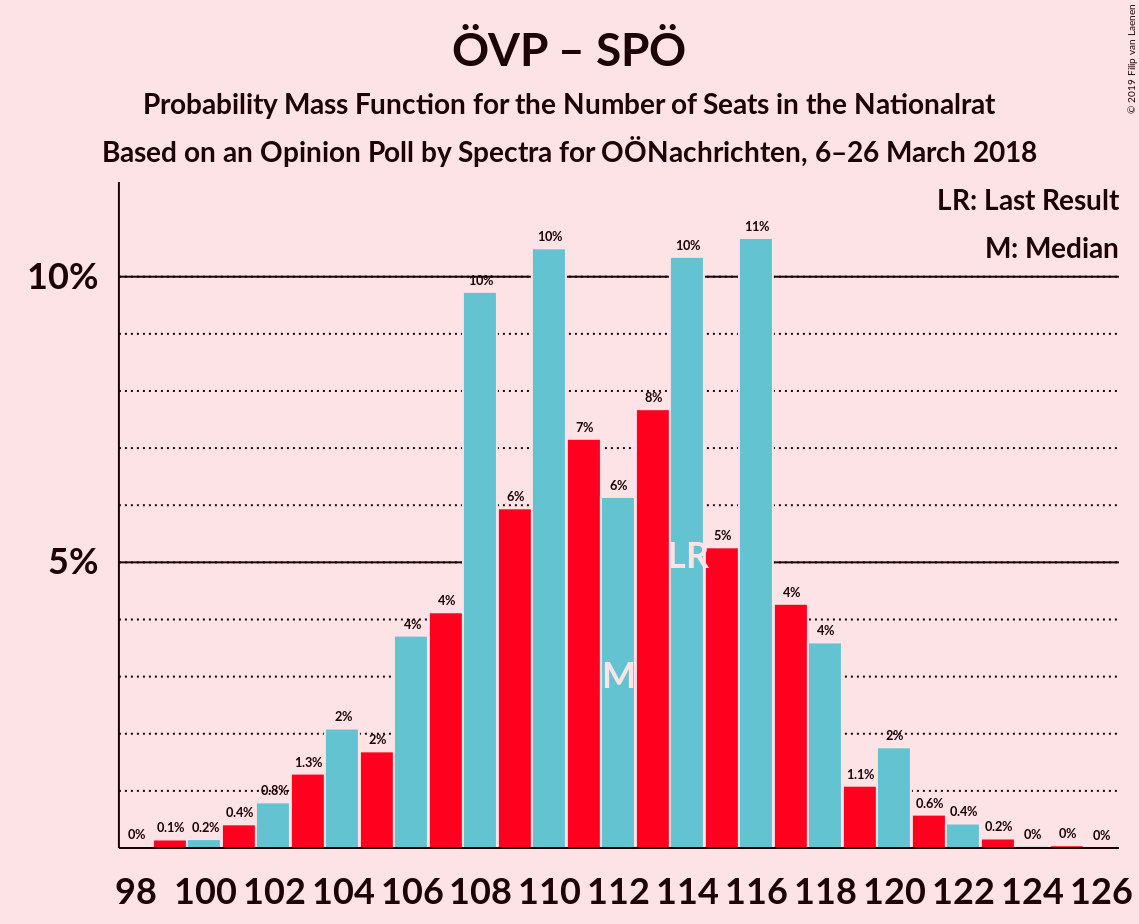 © 2019 Filip van Laenen
ÖVP – SPÖ
Probability Mass Function for the Number of Seats in the Nationalrat
Based on an Opinion Poll by Spectra for OÖNachrichten, 6–26 March 2018
LR: Last Result
M: Median
10%
5%
0% 0.1% 0.2% 0.4% 0.8% 1.3% 2% 2% 4% 4% 10% 6% 10% 7% 6% 8% 10% 5% 11% 4% 4% 1.1% 2% 0.6% 0.4% 0.2% 0% 0% 0%
LR
M
98 100 102 104 106 108 110 112 114 116 118 120 122 124 126